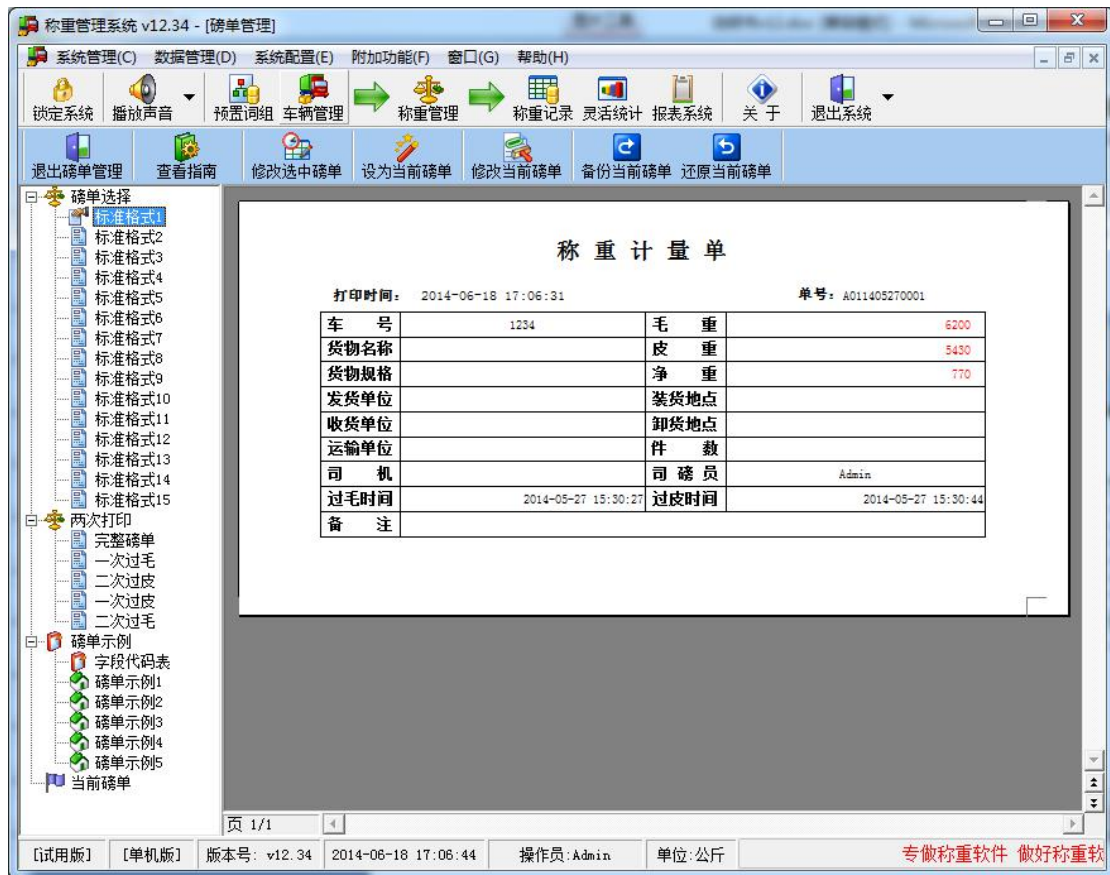 称重管理系统 v12.34 - [磅单管理]
系统管理(C) 数据管理(D) 系统配置(E) 附加功能(F) 窗口(G) 帮助(H)
锁定系统 播放声音 预置词组 车辆管理 称重管理 称重记录 灵活统计 报表系统 关 于 退出系统
退出磅单管理 查看指南 修改选中磅单 设为当前磅单 修改当前磅单 备份当前磅单 还原当前磅单
磅单选择
标准格式1
标准格式2
标准格式3
标准格式4
标准格式5
标准格式6
标准格式7
标准格式8
标准格式9
标准格式10
标准格式11
标准格式12
标准格式13
标准格式14
标准格式15
两次打印
完整磅单
一次过毛
二次过皮
一次过皮
二次过毛
磅单示例
字段代码表
磅单示例1
磅单示例2
磅单示例3
磅单示例4
磅单示例5
当前磅单
称 重 计 量 单
打印时间: 2014-06-18 17:06:31 单号: A011405270001
车 号 1234 毛 重 6200
货物名称 皮 重 5430
货物规格 净 重 770
发货单位 装货地点
收货单位 卸货地点
运输单位 件 数
司 机 司 磅 员 Admin
过毛时间 2014-05-27 15:30:27 过皮时间 2014-05-27 15:30:44
备 注
页 1/1
[试用版] [单机版] 版本号: v12.34 2014-06-18 17:06:44 操作员:Admin 单位:公斤 专做称重软件 做好称重软